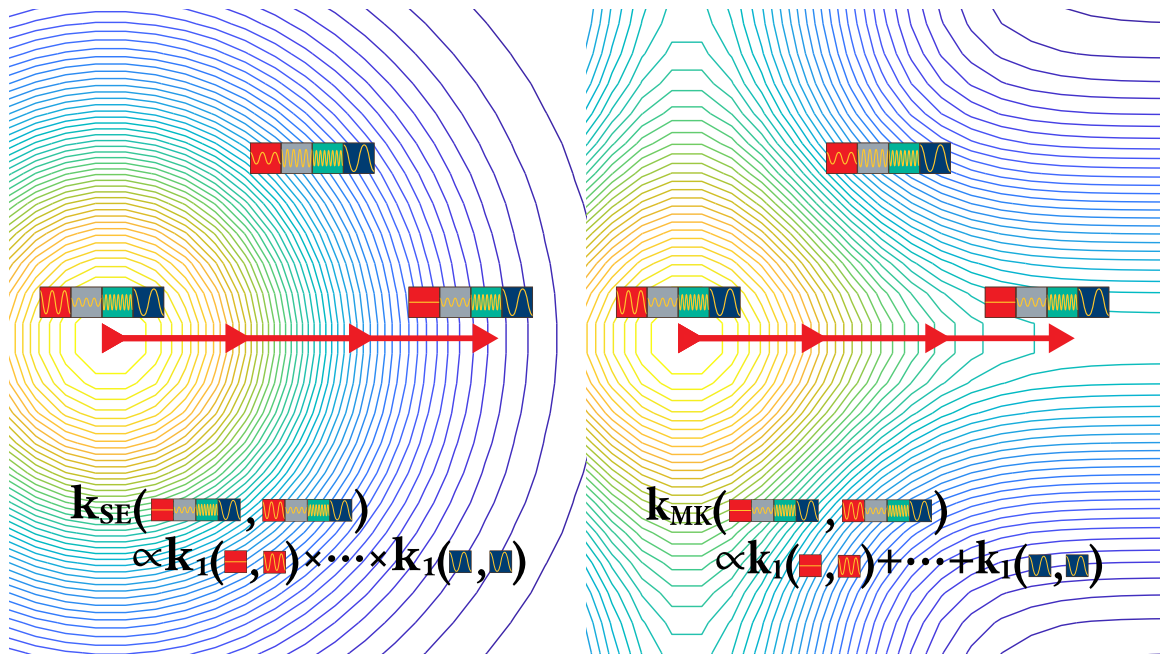 k_SE( , )
∝k_1( , )×···×k_1( , )
k_MK( , )
∝k_1( , )+···+k_1( , )